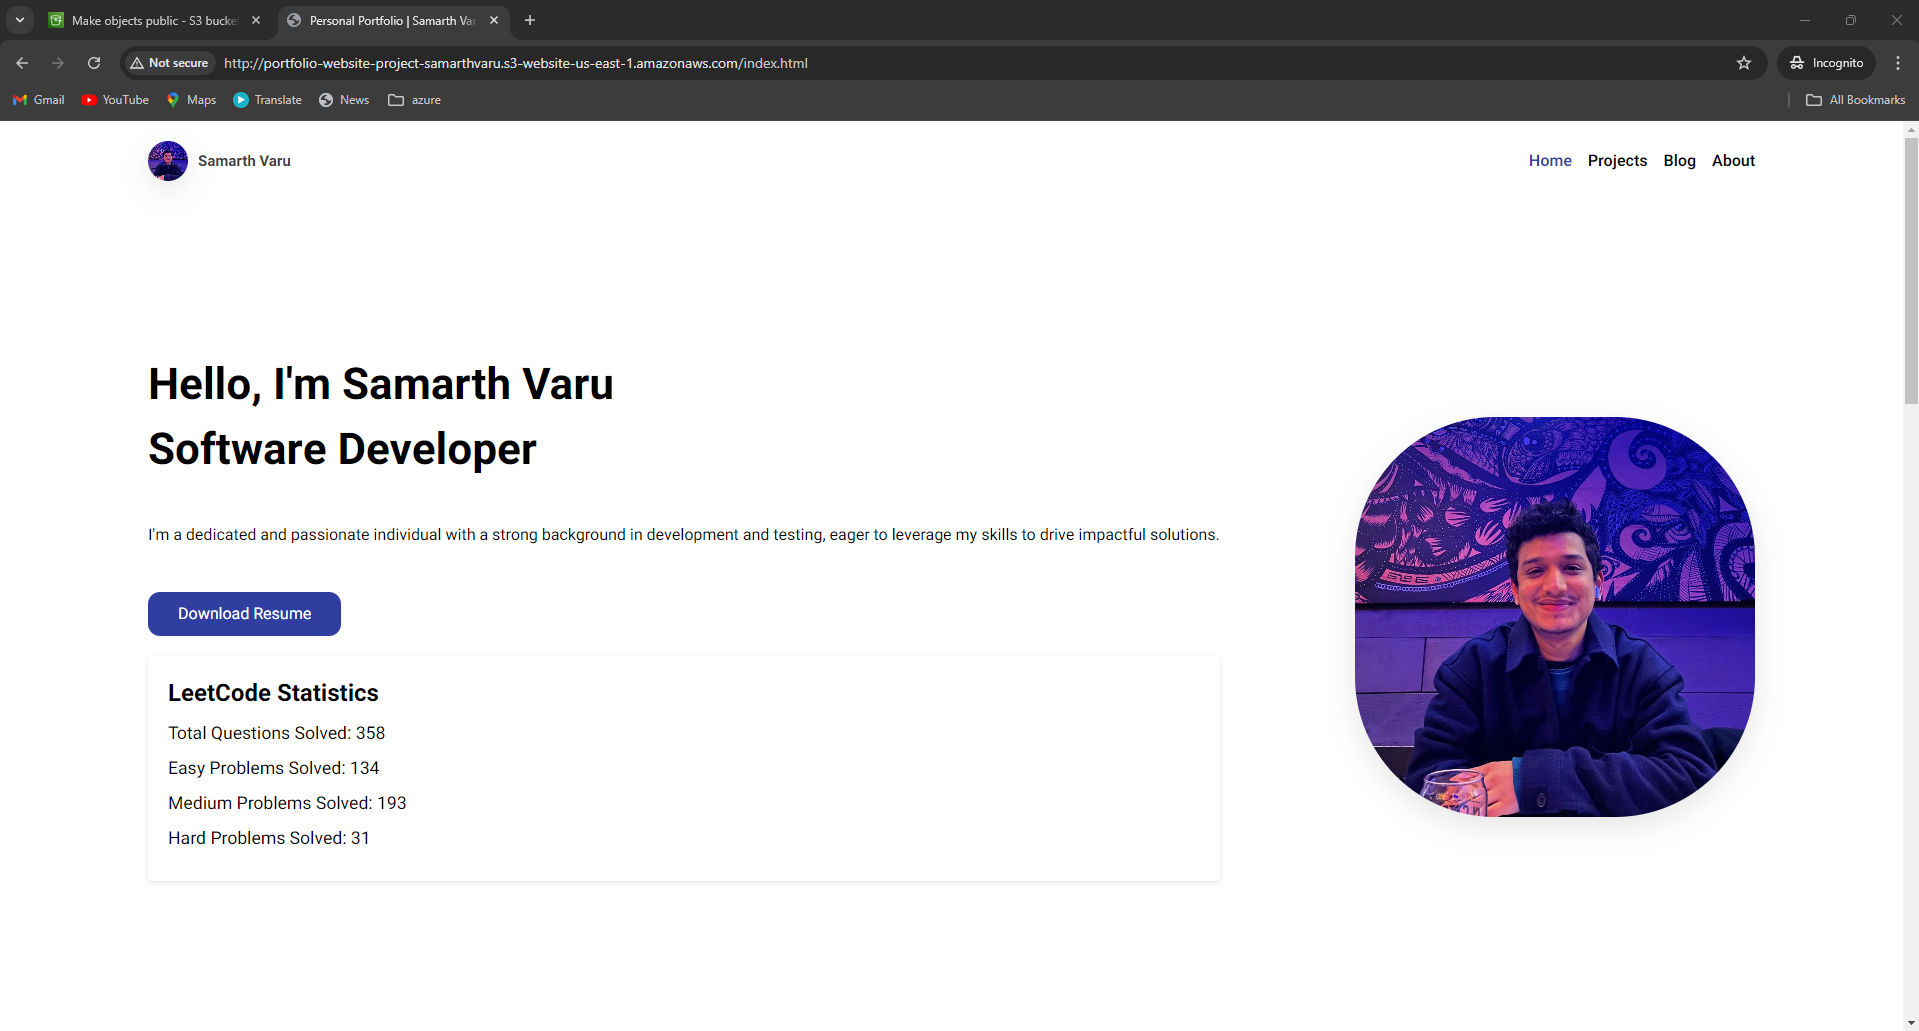 Make objects public - S3 bucke
Personal Portfolio | Samarth Var
Not secure
http://portfolio-website-project-samarthvaru.s3-website-us-east-1.amazonaws.com/index.html
Incognito
Gmail
YouTube
Maps
Translate
News
azure
All Bookmarks
Samarth Varu
Home
Projects
Blog
About
Hello, I'm Samarth Varu
Software Developer
I'm a dedicated and passionate individual with a strong background in development and testing, eager to leverage my skills to drive impactful solutions.
Download Resume
LeetCode Statistics
Total Questions Solved: 358
Easy Problems Solved: 134
Medium Problems Solved: 193
Hard Problems Solved: 31